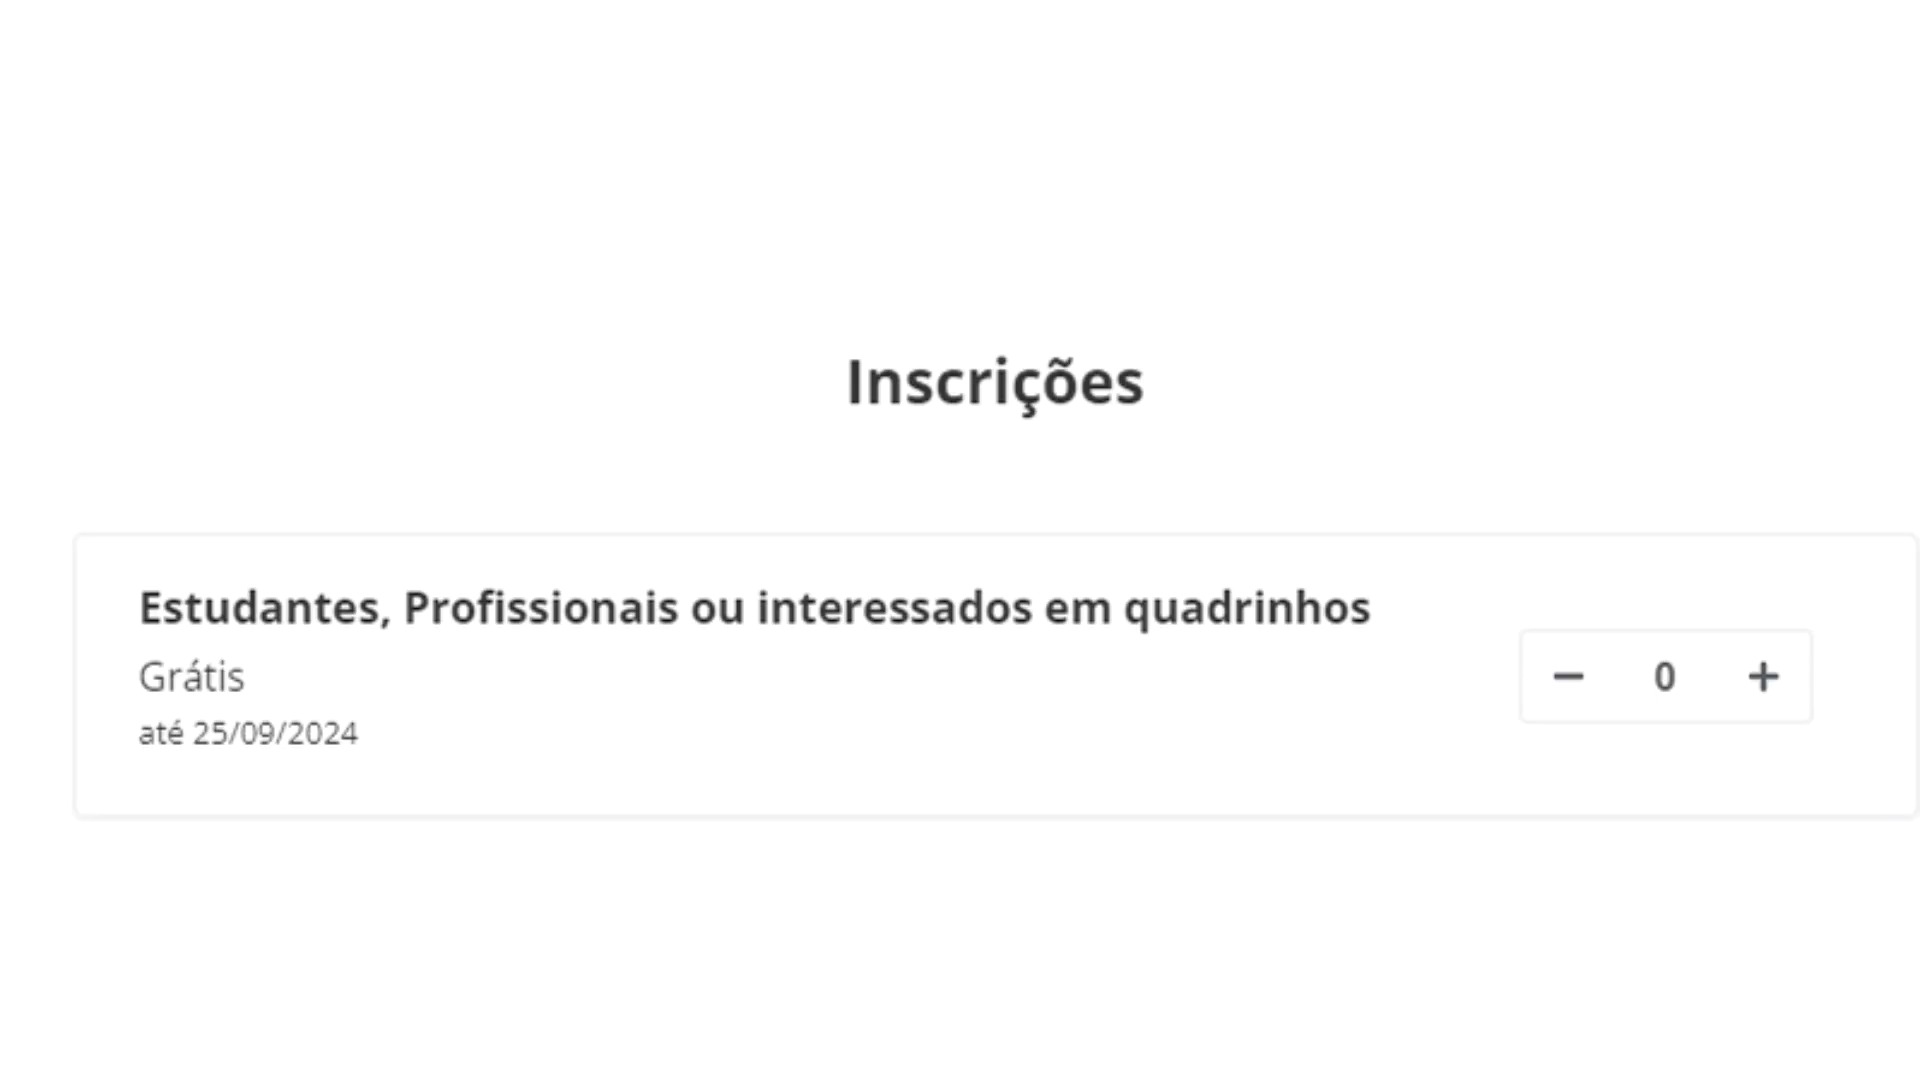 Inscrições
Estudantes, Profissionais ou interessados em quadrinhos
Grátis
até 25/09/2024
− 0 +